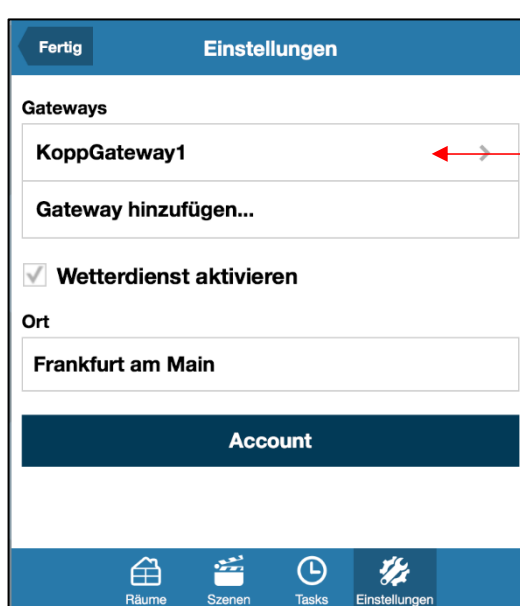 Fertig Einstellungen
Gateways
KoppGateway1
Gateway hinzufügen...
Wetterdienst aktivieren
Ort
Frankfurt am Main
Account
Räume Szenen Tasks Einstellungen